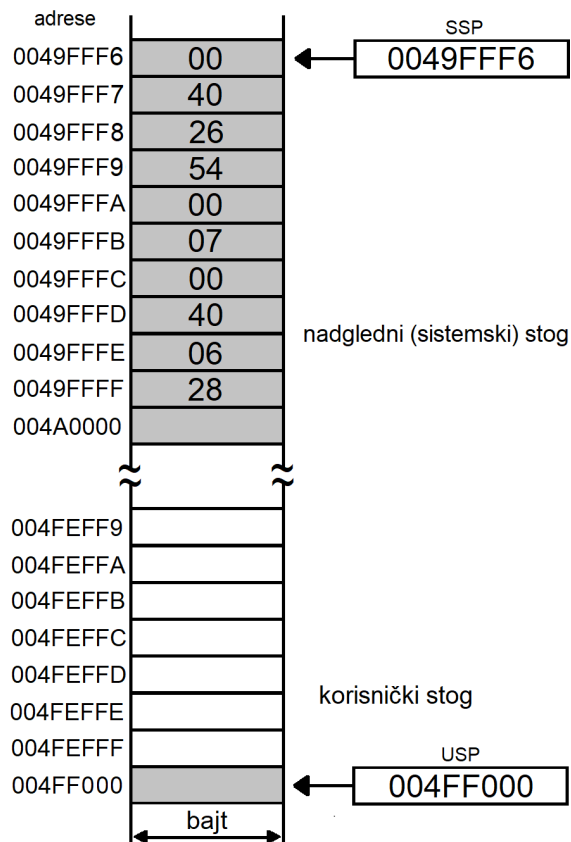 adrese
SSP
0049FFF6 00 0049FFF6
0049FFF7 40
0049FFF8 26
0049FFF9 54
0049FFFA 00
0049FFFB 07
0049FFFC 00
0049FFFD 40
nadgledni (sistemski) stog
0049FFFE 06
0049FFFF 28
004A0000
004FEFF9
004FEFFA
004FEFFB
004FEFFC
004FEFFD
korisnički stog
004FEFFE
004FEFFF
USP
004FF000 004FF000
bajt